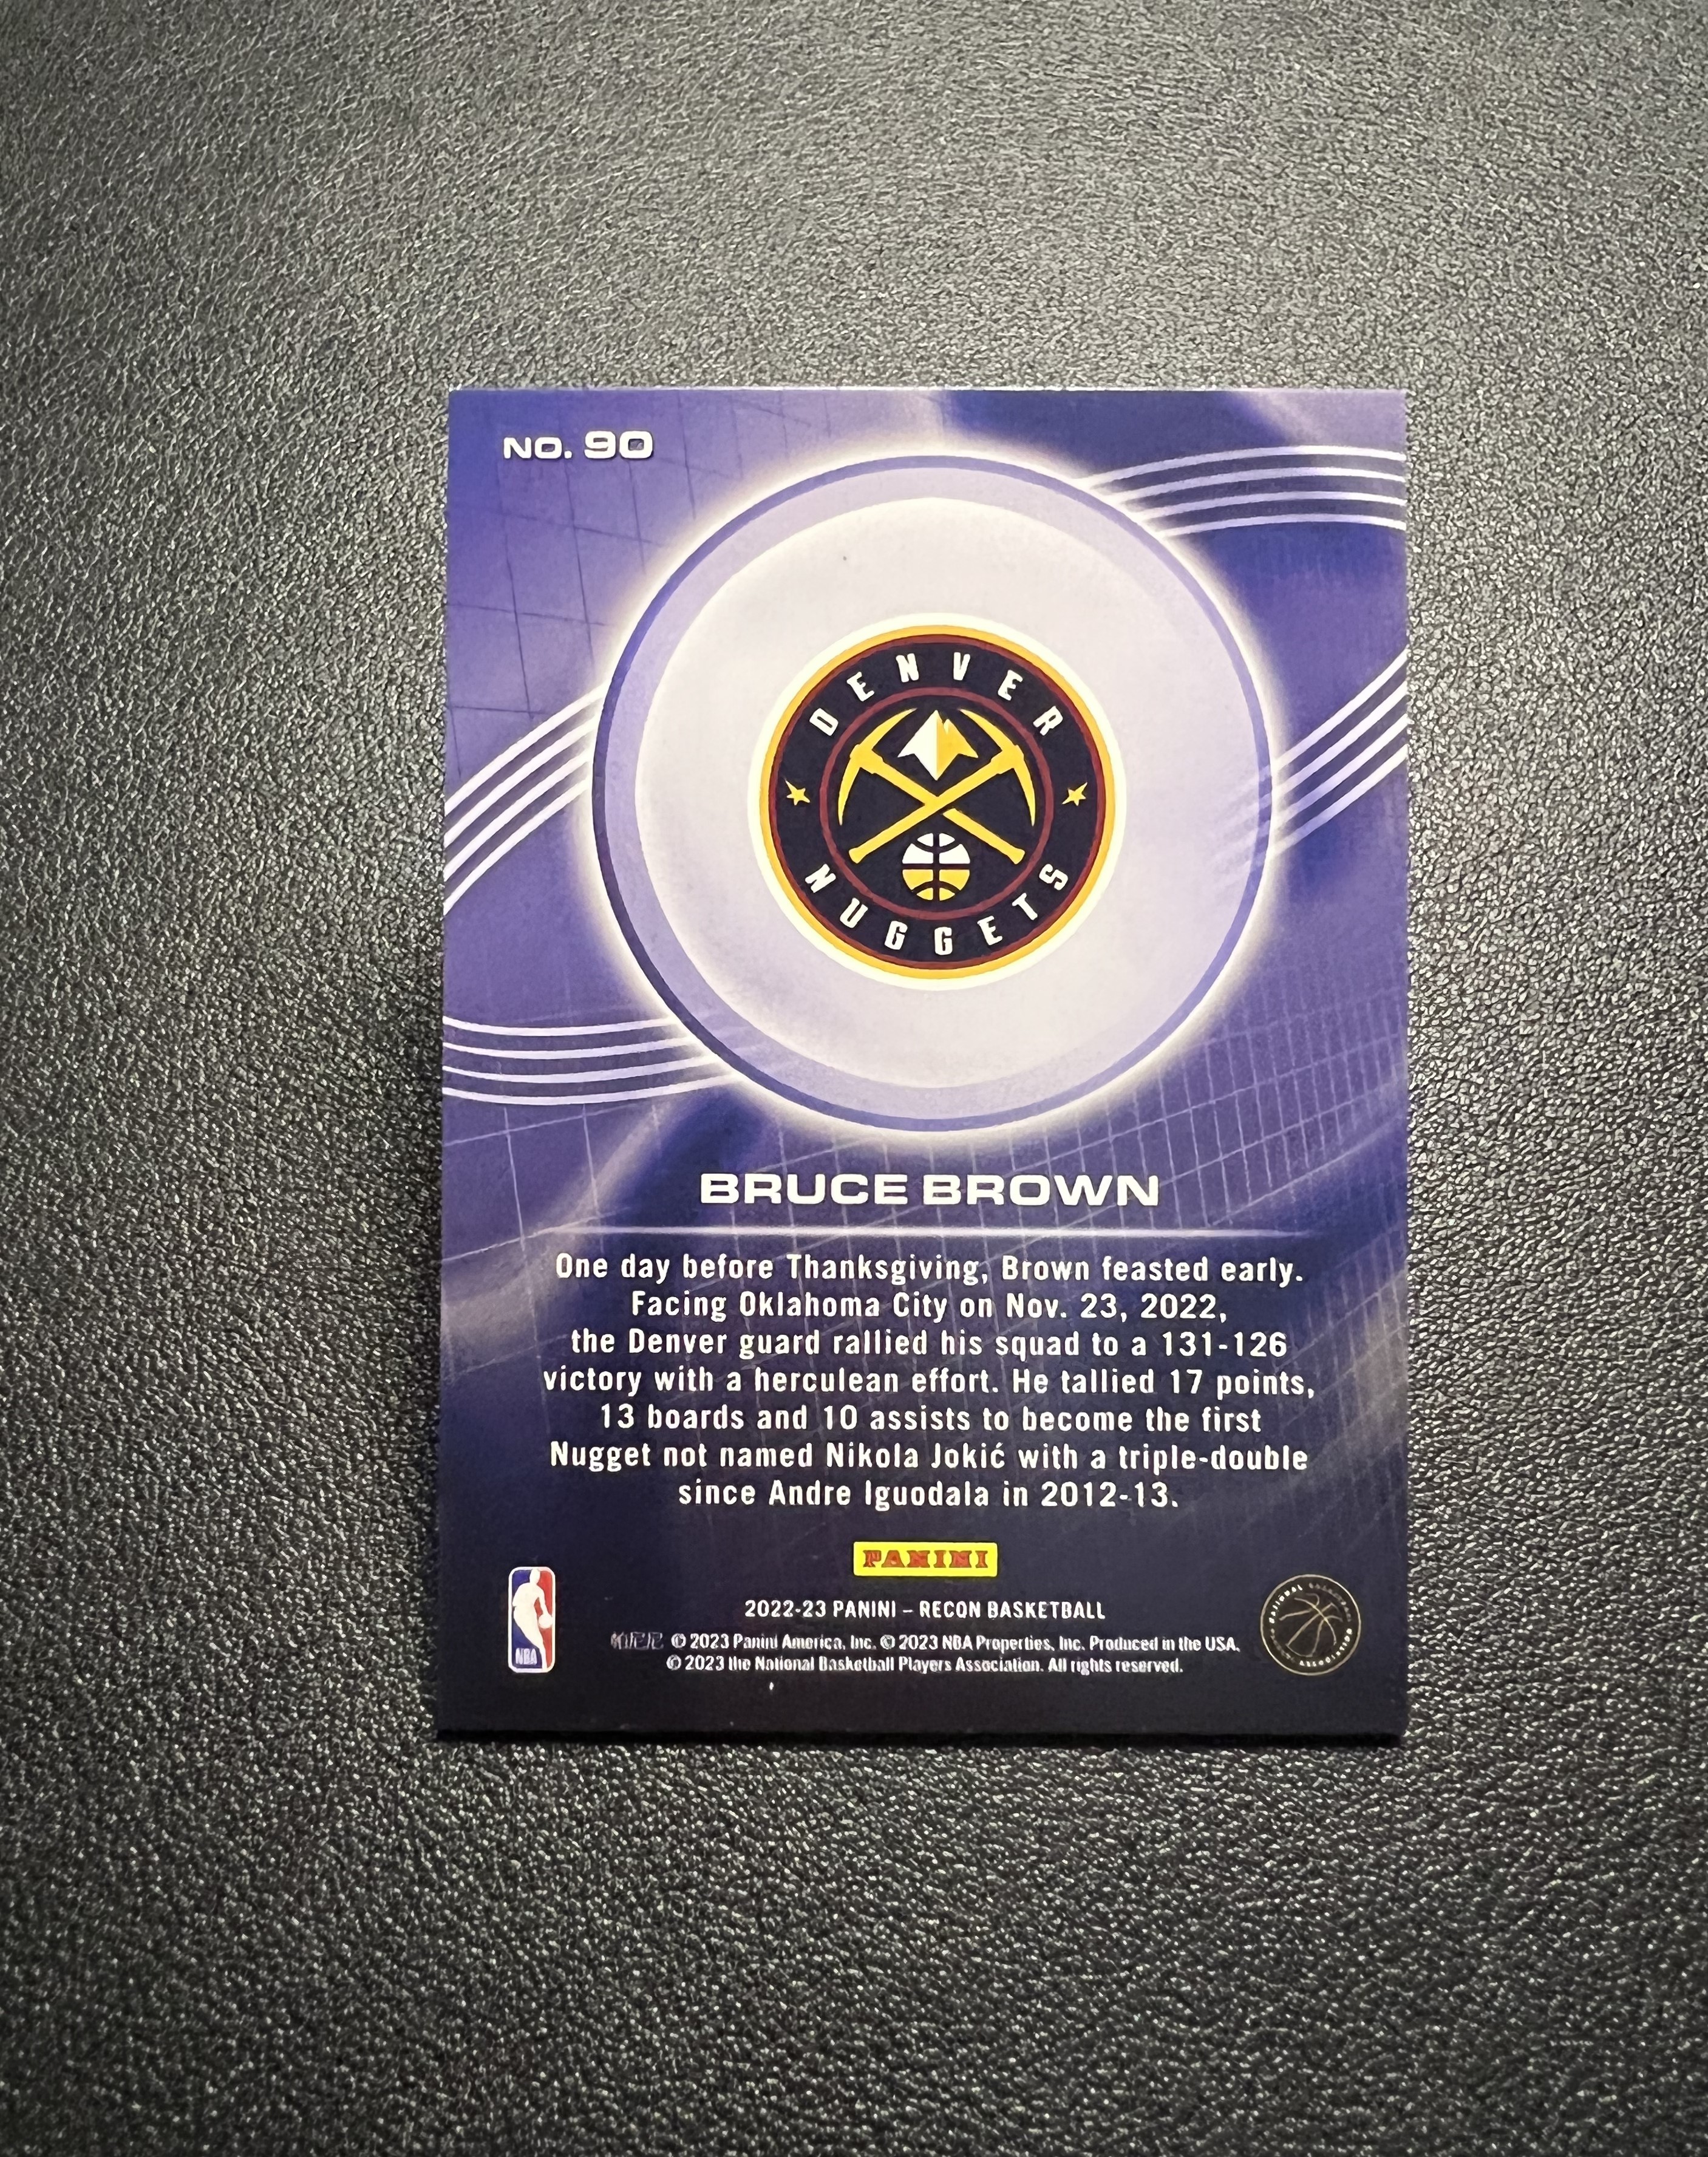 NO. 90
DENVER
NUGGETS
BRUCE BROWN
One day before Thanksgiving, Brown feasted early.
Facing Oklahoma City on Nov. 23, 2022,
the Denver guard rallied his squad to a 131-126
victory with a herculean effort. He tallied 17 points,
13 boards and 10 assists to become the first
Nugget not named Nikola Jokić with a triple-double
since Andre Iguodala in 2012-13.
PANINI
2022-23 PANINI – RECON BASKETBALL
© 2023 Panini America, Inc. © 2023 NBA Properties, Inc. Produced in the USA.
© 2023 the National Basketball Players Association. All rights reserved.
NBA